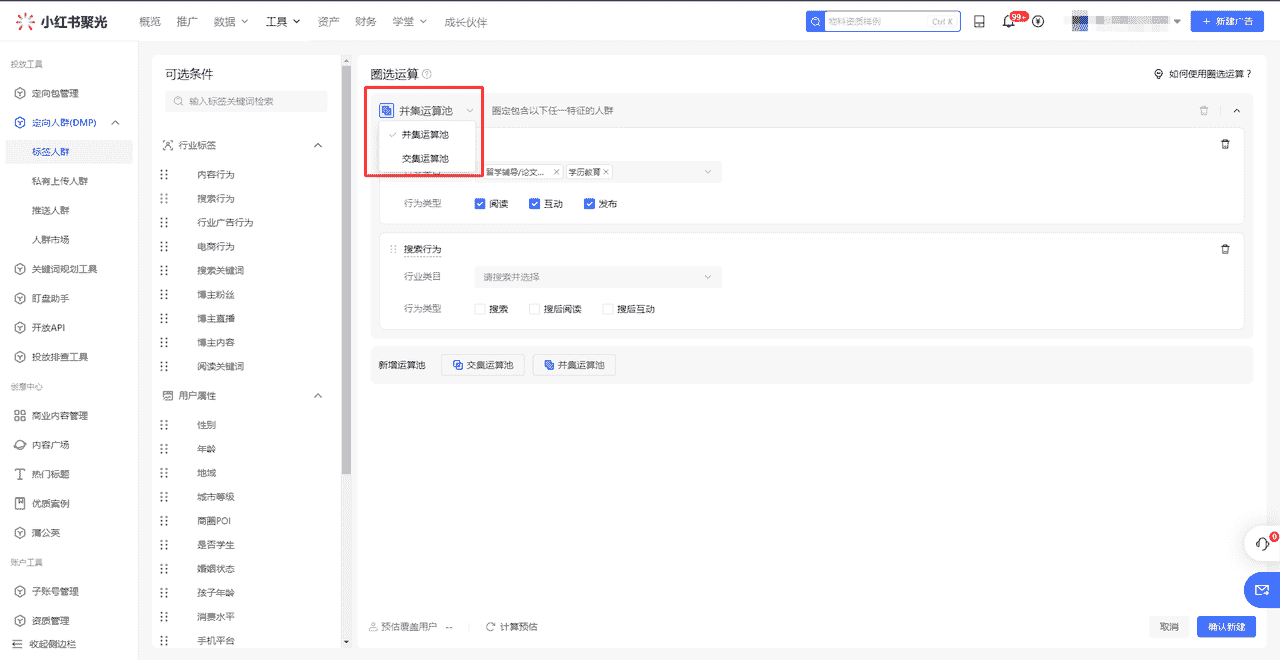 小红书聚光
概览 推广 数据 工具 资产 财务 学堂 成长伙伴
物料资质样例 Ctrl K
99+
+ 新建广告
投放工具
定向包管理
定向人群(DMP)
标签人群
私有上传人群
推送人群
人群市场
关键词规划工具
盯盘助手
开放API
投放排查工具
创意中心
商业内容管理
内容广场
热门标题
优质案例
蒲公英
账户工具
子账号管理
资质管理
收起侧边栏
可选条件
输入标签关键词检索
行业标签
内容行为
搜索行为
行业广告行为
电商行为
搜索关键词
博主粉丝
博主直播
博主内容
阅读关键词
用户属性
性别
年龄
地域
城市等级
商圈POI
是否学生
婚姻状态
孩子年龄
消费水平
手机平台
圈选运算
如何使用圈选运算？
并集运算池 圈定包含以下任一特征的人群
并集运算池
交集运算池
留学辅导/论文... × 学历教育 ×
行为类型 阅读 互动 发布
搜索行为
行业类目 请搜索并选择
行为类型 搜索 搜后阅读 搜后互动
新增运算池 交集运算池 并集运算池
预估覆盖用户 -- 计算预估
取消 确认新建
0